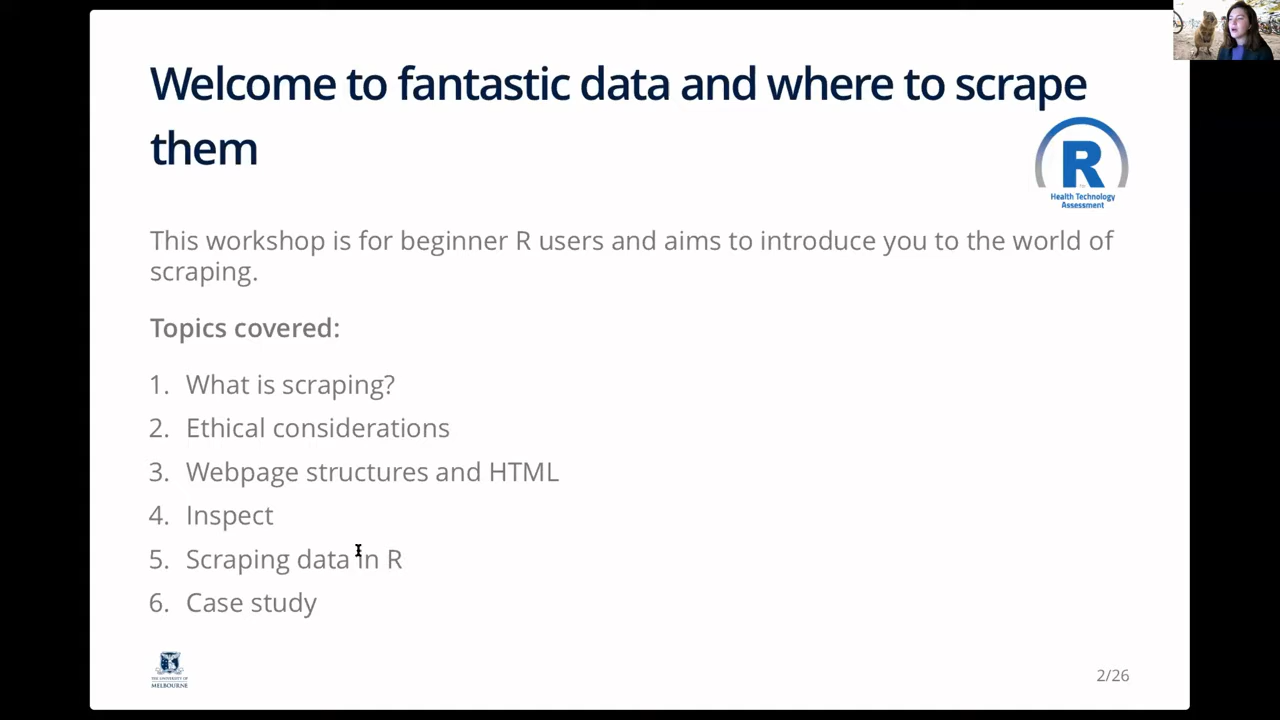 Welcome to fantastic data and where to scrape
them
R
Health Technology
Assessment
This workshop is for beginner R users and aims to introduce you to the world of
scraping.
Topics covered:
1. What is scraping?
2. Ethical considerations
3. Webpage structures and HTML
4. Inspect
5. Scraping data in R
6. Case study
THE UNIVERSITY OF
MELBOURNE
2/26